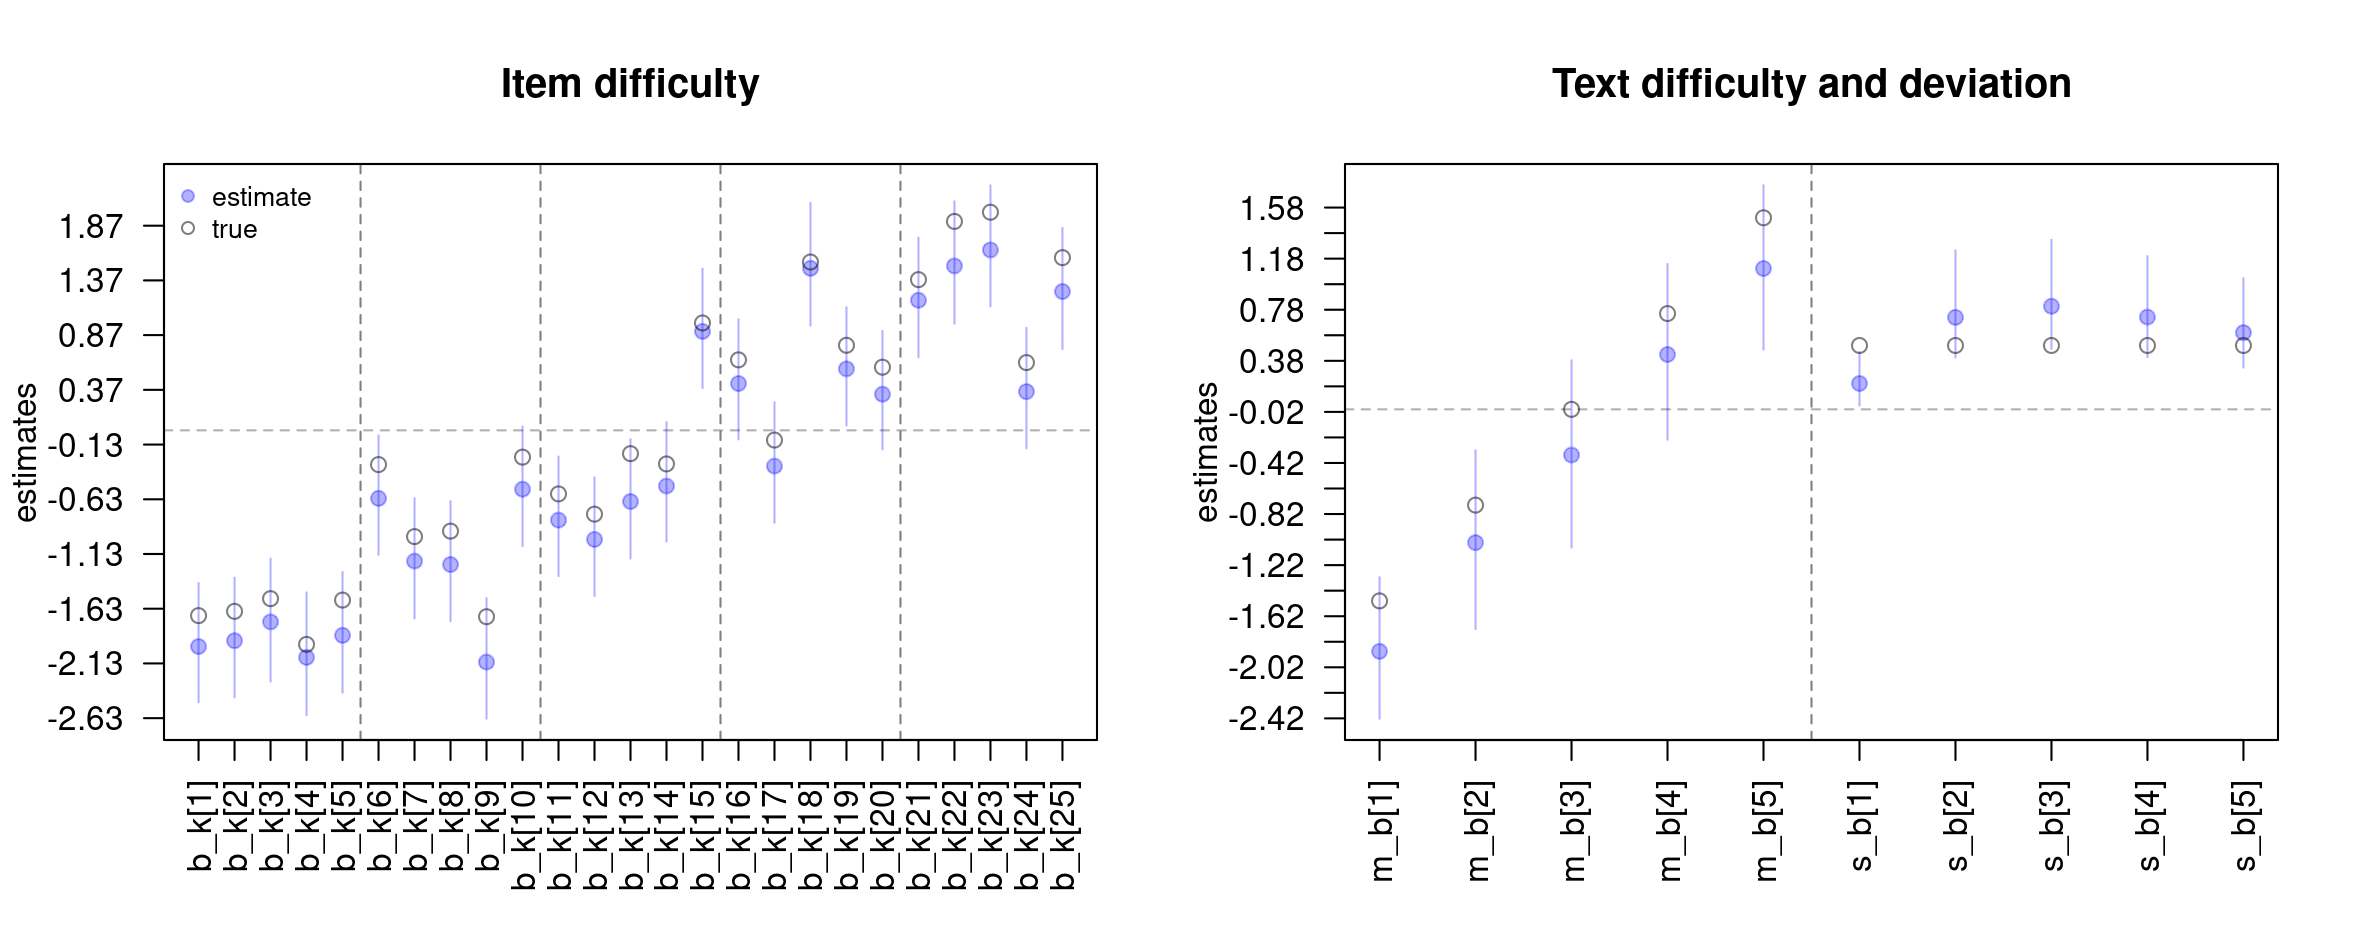 Item difficulty
estimate
true
estimates
1.87
1.37
0.87
0.37
-0.13
-0.63
-1.13
-1.63
-2.13
-2.63
b_k[1]
b_k[2]
b_k[3]
b_k[4]
b_k[5]
b_k[6]
b_k[7]
b_k[8]
b_k[9]
b_k[10]
b_k[11]
b_k[12]
b_k[13]
b_k[14]
b_k[15]
b_k[16]
b_k[17]
b_k[18]
b_k[19]
b_k[20]
b_k[21]
b_k[22]
b_k[23]
b_k[24]
b_k[25]
Text difficulty and deviation
estimates
1.58
1.18
0.78
0.38
-0.02
-0.42
-0.82
-1.22
-1.62
-2.02
-2.42
m_b[1]
m_b[2]
m_b[3]
m_b[4]
m_b[5]
s_b[1]
s_b[2]
s_b[3]
s_b[4]
s_b[5]